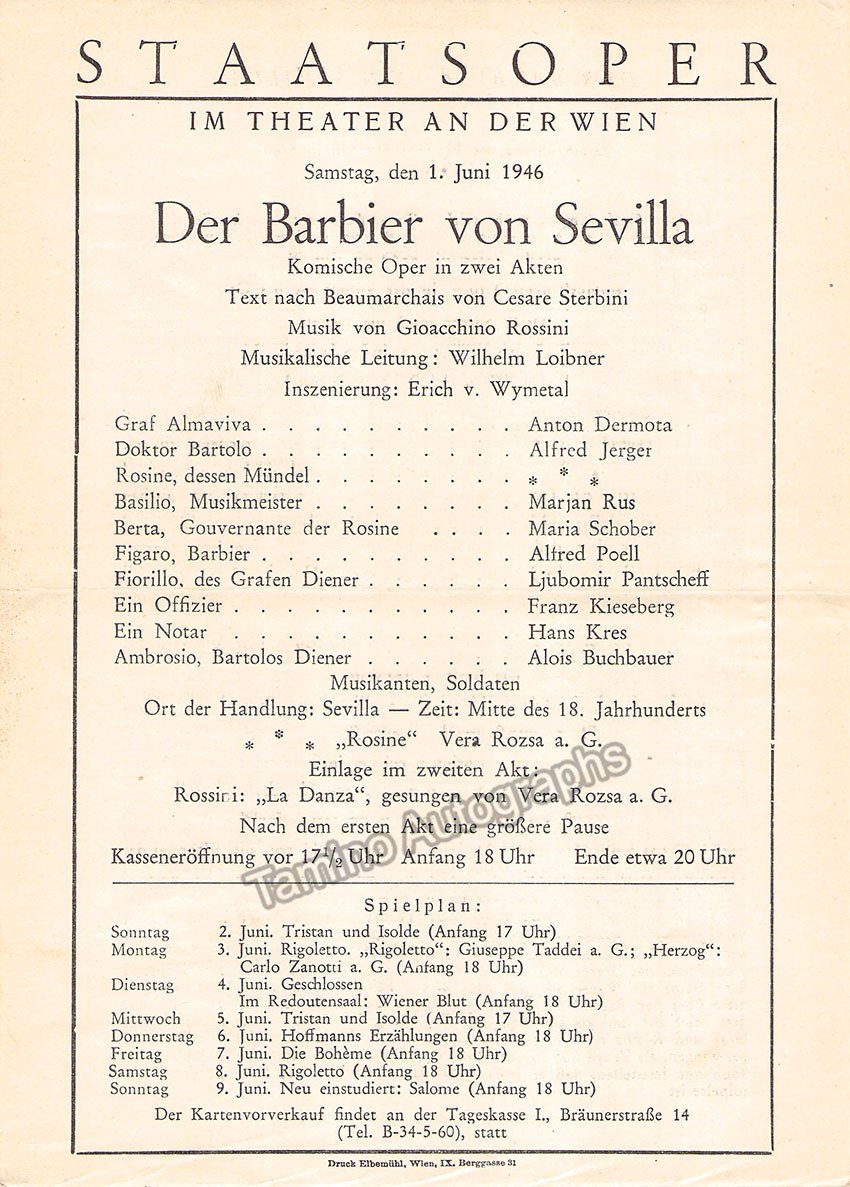 STAATSOPER
IM THEATER AN DER WIEN
Samstag, den 1. Juni 1946
Der Barbier von Sevilla
Komische Oper in zwei Akten
Text nach Beaumarchais von Cesare Sterbini
Musik von Gioacchino Rossini
Musikalische Leitung: Wilhelm Loibner
Inszenierung: Erich v. Wymetal
Graf Almaviva . . . . . . . . . . Anton Dermota
Doktor Bartolo . . . . . . . . . . Alfred Jerger
Rosine, dessen Mündel . . . . . . . . * * *
Basilio, Musikmeister . . . . . . . . Marjan Rus
Berta, Gouvernante der Rosine . . . . Maria Schober
Figaro, Barbier . . . . . . . . . . Alfred Poell
Fiorillo, des Grafen Diener . . . . . . Ljubomir Pantscheff
Ein Offizier . . . . . . . . . . . Franz Kieseberg
Ein Notar . . . . . . . . . . . Hans Kres
Ambrosio, Bartolos Diener . . . . . . Alois Buchbauer
Musikanten, Soldaten
Ort der Handlung: Sevilla — Zeit: Mitte des 18. Jahrhunderts
* * * „Rosine“ Vera Rozsa a. G.
Einlage im zweiten Akt:
Rossini: „La Danza“, gesungen von Vera Rozsa a. G.
Nach dem ersten Akt eine größere Pause
Kasseneröffnung vor 17½ Uhr Anfang 18 Uhr Ende etwa 20 Uhr
Tamino Autographs
Spielplan:
Sonntag 2. Juni. Tristan und Isolde (Anfang 17 Uhr)
Montag 3. Juni. Rigoletto. „Rigoletto“: Giuseppe Taddei a. G.; „Herzog“:
Carlo Zanotti a. G. (Anfang 18 Uhr)
Dienstag 4. Juni. Geschlossen
Im Redoutensaal: Wiener Blut (Anfang 18 Uhr)
Mittwoch 5. Juni. Tristan und Isolde (Anfang 17 Uhr)
Donnerstag 6. Juni. Hoffmanns Erzählungen (Anfang 18 Uhr)
Freitag 7. Juni. Die Bohème (Anfang 18 Uhr)
Samstag 8. Juni. Rigoletto (Anfang 18 Uhr)
Sonntag 9. Juni. Neu einstudiert: Salome (Anfang 18 Uhr)
Der Kartenvorverkauf findet an der Tageskasse I., Bräunerstraße 14
(Tel. B-34-5-60), statt
Druck Elbemühl, Wien, IX. Berggasse 31